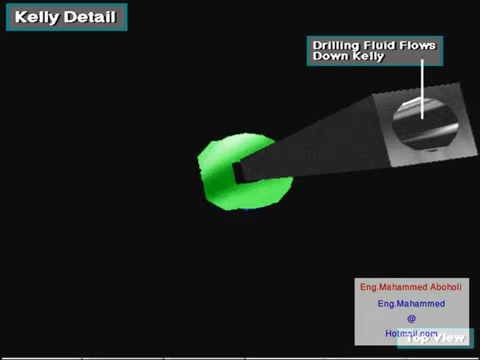 Kelly Detail
Drilling Fluid Flows
Down Kelly
Eng.Mahammed Aboholi
Eng.Mahammed
@
Hotmail.com
Top View